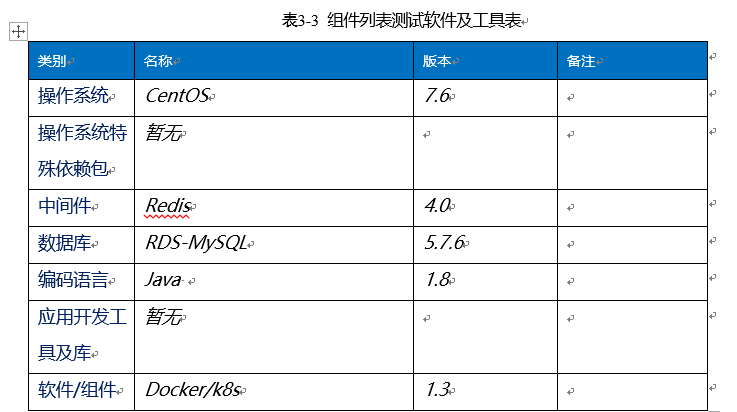 表3-3 组件列表测试软件及工具表
类别 名称 版本 备注
操作系统 CentOS 7.6
操作系统特 暂无
殊依赖包
中间件 Redis 4.0
数据库 RDS-MySQL 5.7.6
编码语言 Java 1.8
应用开发工 暂无
具及库
软件/组件 Docker/k8s 1.3